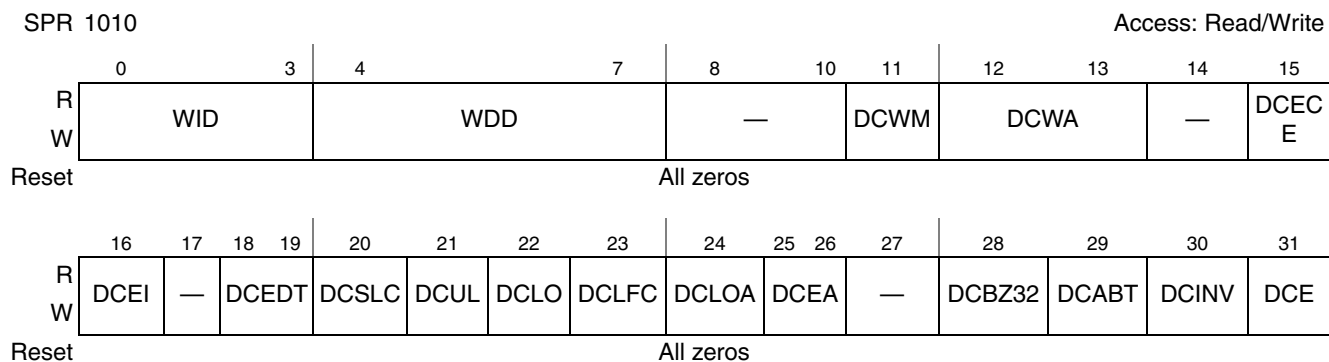 SPR 1010 Access: Read/Write
0 3 4 7 8 10 11 12 13 14 15
R
W
WID WDD — DCWM DCWA — DCEC
E
Reset All zeros
16 17 18 19 20 21 22 23 24 25 26 27 28 29 30 31
R
W
DCEI — DCEDT DCSLC DCUL DCLO DCLFC DCLOA DCEA — DCBZ32 DCABT DCINV DCE
Reset All zeros